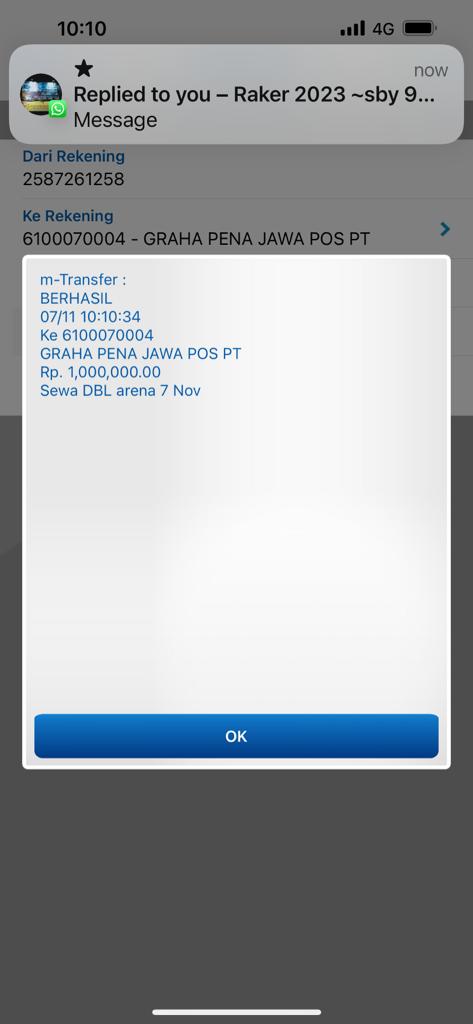 10:10
4G
★ now
Replied to you – Raker 2023 ~sby 9...
Message
Dari Rekening
2587261258
Ke Rekening
6100070004 - GRAHA PENA JAWA POS PT
m-Transfer :
BERHASIL
07/11 10:10:34
Ke 6100070004
GRAHA PENA JAWA POS PT
Rp. 1,000,000.00
Sewa DBL arena 7 Nov
OK